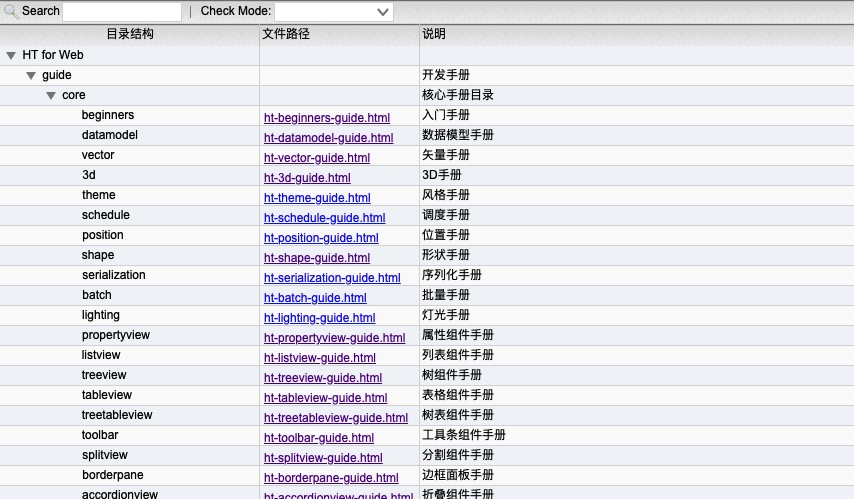 Search | Check Mode:
目录结构 文件路径 说明
HT for Web
guide 开发手册
core 核心手册目录
beginners ht-beginners-guide.html 入门手册
datamodel ht-datamodel-guide.html 数据模型手册
vector ht-vector-guide.html 矢量手册
3d ht-3d-guide.html 3D手册
theme ht-theme-guide.html 风格手册
schedule ht-schedule-guide.html 调度手册
position ht-position-guide.html 位置手册
shape ht-shape-guide.html 形状手册
serialization ht-serialization-guide.html 序列化手册
batch ht-batch-guide.html 批量手册
lighting ht-lighting-guide.html 灯光手册
propertyview ht-propertyview-guide.html 属性组件手册
listview ht-listview-guide.html 列表组件手册
treeview ht-treeview-guide.html 树组件手册
tableview ht-tableview-guide.html 表格组件手册
treetableview ht-treetableview-guide.html 树表组件手册
toolbar ht-toolbar-guide.html 工具条组件手册
splitview ht-splitview-guide.html 分割组件手册
borderpane ht-borderpane-guide.html 边框面板手册
accordionview ht-accordionview-guide.html 折叠组件手册